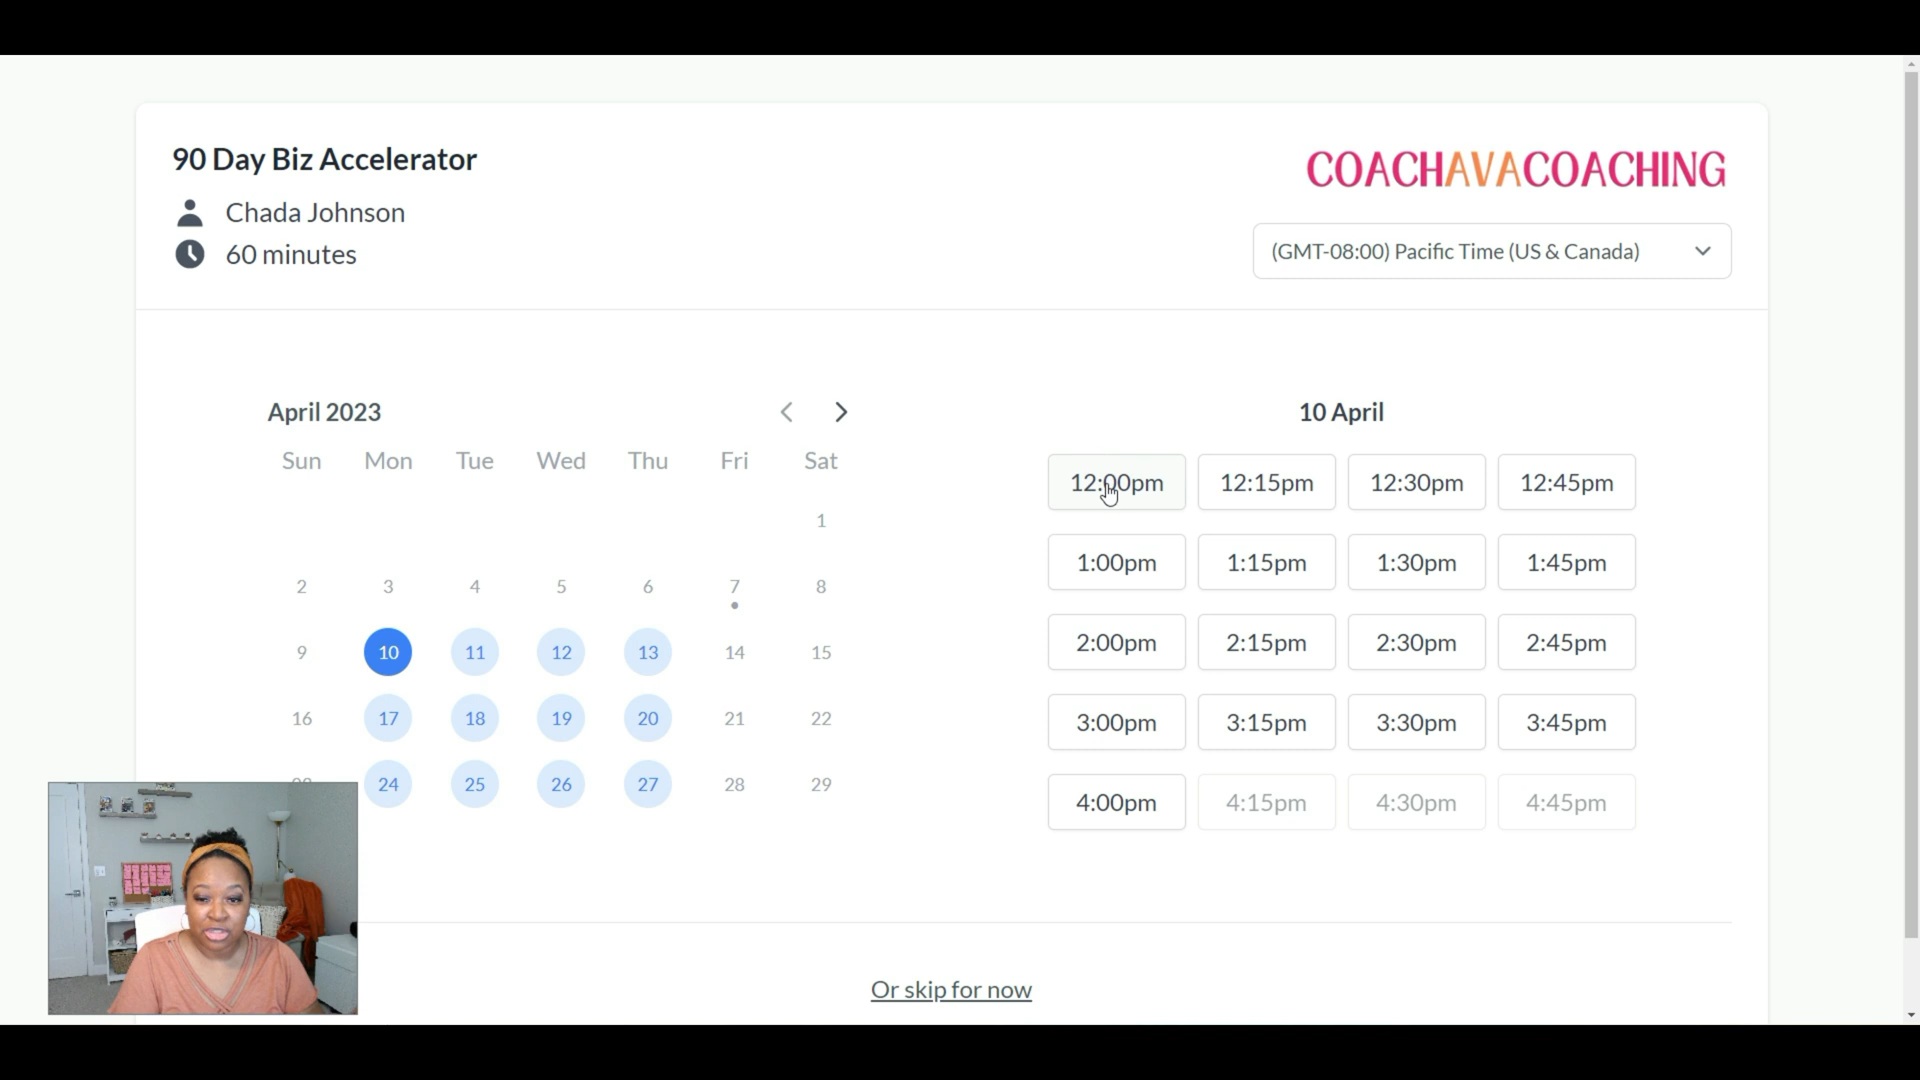 90 Day Biz Accelerator
COACHAVACOACHING
Chada Johnson
60 minutes
(GMT-08:00) Pacific Time (US & Canada)
April 2023
Sun Mon Tue Wed Thu Fri Sat
1
2 3 4 5 6 7 8
9 10 11 12 13 14 15
16 17 18 19 20 21 22
24 25 26 27 28 29
10 April
12:00pm 12:15pm 12:30pm 12:45pm
1:00pm 1:15pm 1:30pm 1:45pm
2:00pm 2:15pm 2:30pm 2:45pm
3:00pm 3:15pm 3:30pm 3:45pm
4:00pm 4:15pm 4:30pm 4:45pm
Or skip for now